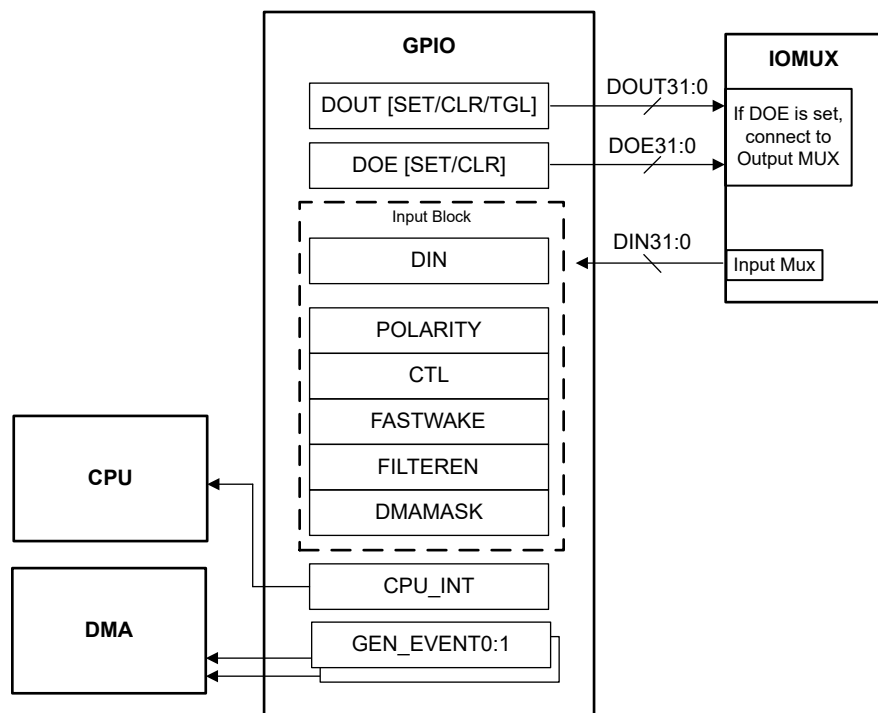 GPIO
IOMUX
DOUT [SET/CLR/TGL]
DOUT31:0
If DOE is set,
connect to
Output MUX
DOE [SET/CLR]
DOE31:0
Input Block
DIN
DIN31:0
Input Mux
POLARITY
CTL
FASTWAKE
FILTEREN
DMAMASK
CPU
CPU_INT
DMA
GEN_EVENT0:1